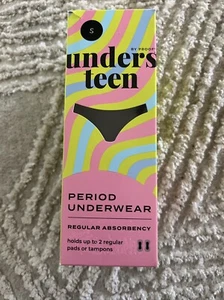 S
BY PROOF
unders
teen
PERIOD
UNDERWEAR
REGULAR ABSORBENCY
holds up to 2 regular
pads or tampons